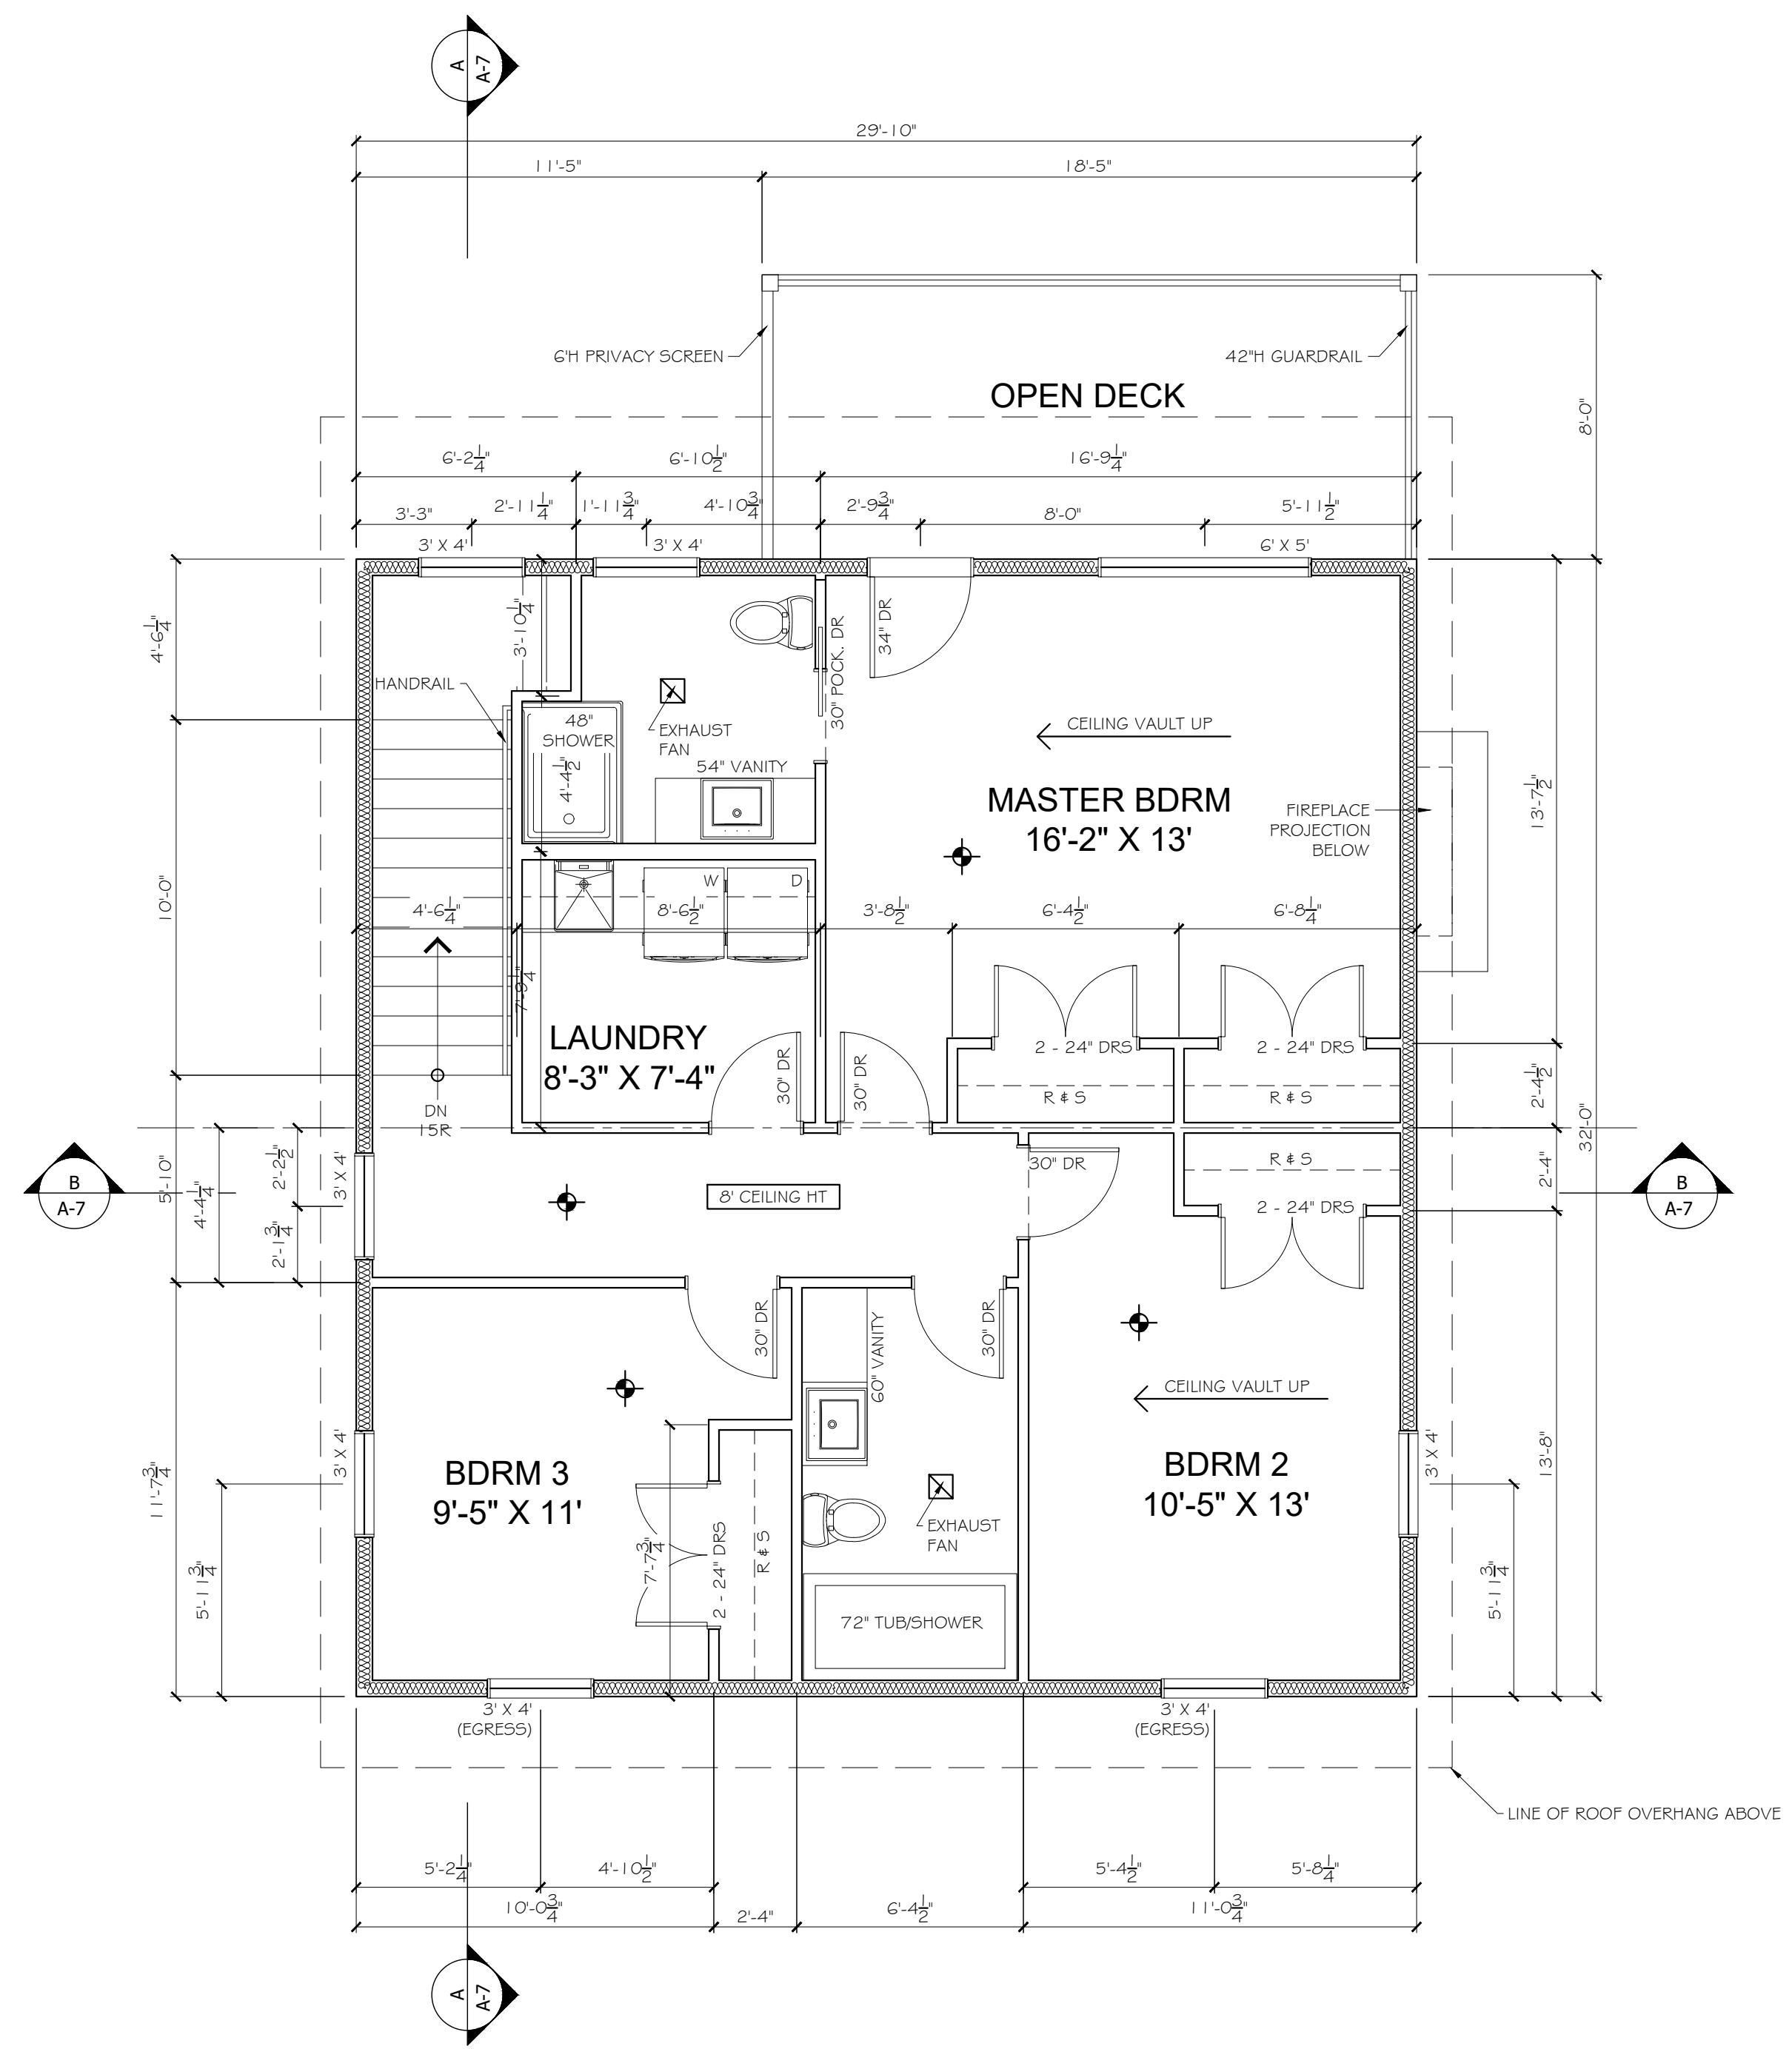 A
A-7
29'-10"
11'-5"
18'-5"
6'H PRIVACY SCREEN
42"H GUARDRAIL
OPEN DECK
8'-0"
6'-2 1/4"
6'-10 1/2"
16'-9 1/4"
3'-3"
2'-11 1/4"
1'-11 3/4"
4'-10 3/4"
2'-9 3/4"
8'-0"
5'-11 1/2"
3' X 4'
3' X 4'
6' X 5'
4'-6 1/4"
3'-10 1/4"
30" POCK. DR
34" DR
HANDRAIL
48"
SHOWER
4'-4 1/2"
EXHAUST
FAN
54" VANITY
CEILING VAULT UP
MASTER BDRM
16'-2" X 13'
FIREPLACE
PROJECTION
BELOW
13'-7 1/2"
10'-0"
W
D
4'-6 1/4"
8'-6 1/2"
3'-8 1/2"
6'-4 1/2"
6'-8 1/4"
7'-9 1/4"
LAUNDRY
8'-3" X 7'-4"
30" DR
30" DR
2 - 24" DRS
2 - 24" DRS
R & S
R & S
2'-4 1/2"
32'-0"
DN
15R
5'-10"
4'-4 1/4"
2'-2 1/2"
2'-1 3/4"
3' X 4'
8' CEILING HT
30" DR
R & S
2 - 24" DRS
2'-4"
B
A-7
B
A-7
30" DR
60" VANITY
30" DR
CEILING VAULT UP
BDRM 3
9'-5" X 11'
BDRM 2
10'-5" X 13'
3' X 4'
3' X 4'
11'-7 3/4"
5'-11 3/4"
7'-7 3/4"
2 - 24" DRS
R & S
EXHAUST
FAN
72" TUB/SHOWER
13'-8"
5'-11 3/4"
3' X 4'
(EGRESS)
3' X 4'
(EGRESS)
LINE OF ROOF OVERHANG ABOVE
5'-2 1/4"
4'-10 1/2"
5'-4 1/2"
5'-8 1/4"
10'-0 3/4"
2'-4"
6'-4 1/2"
11'-0 3/4"
A
A-7